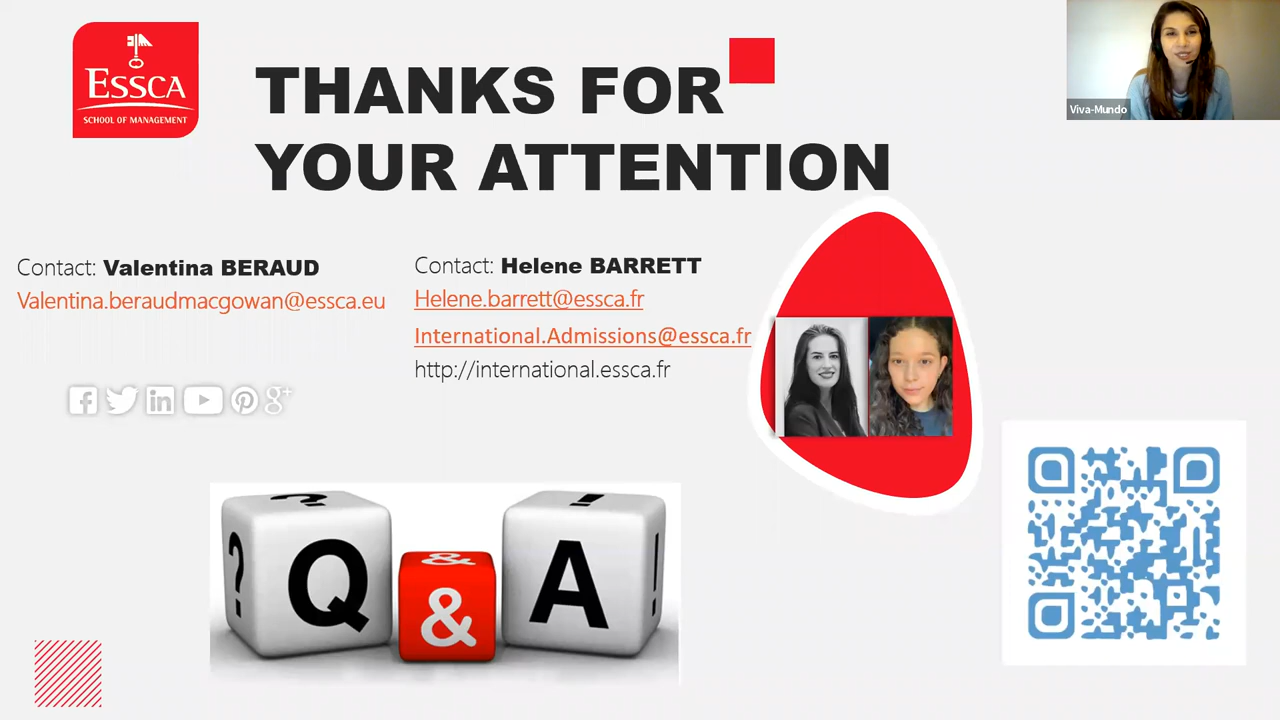 ESSCA
SCHOOL OF MANAGEMENT
THANKS FOR
YOUR ATTENTION
Viva-Mundo
Contact: Valentina BERAUD
Valentina.beraudmacgowan@essca.eu
Contact: Helene BARRETT
Helene.barrett@essca.fr
International.Admissions@essca.fr
http://international.essca.fr
? ? Q & & ! A !